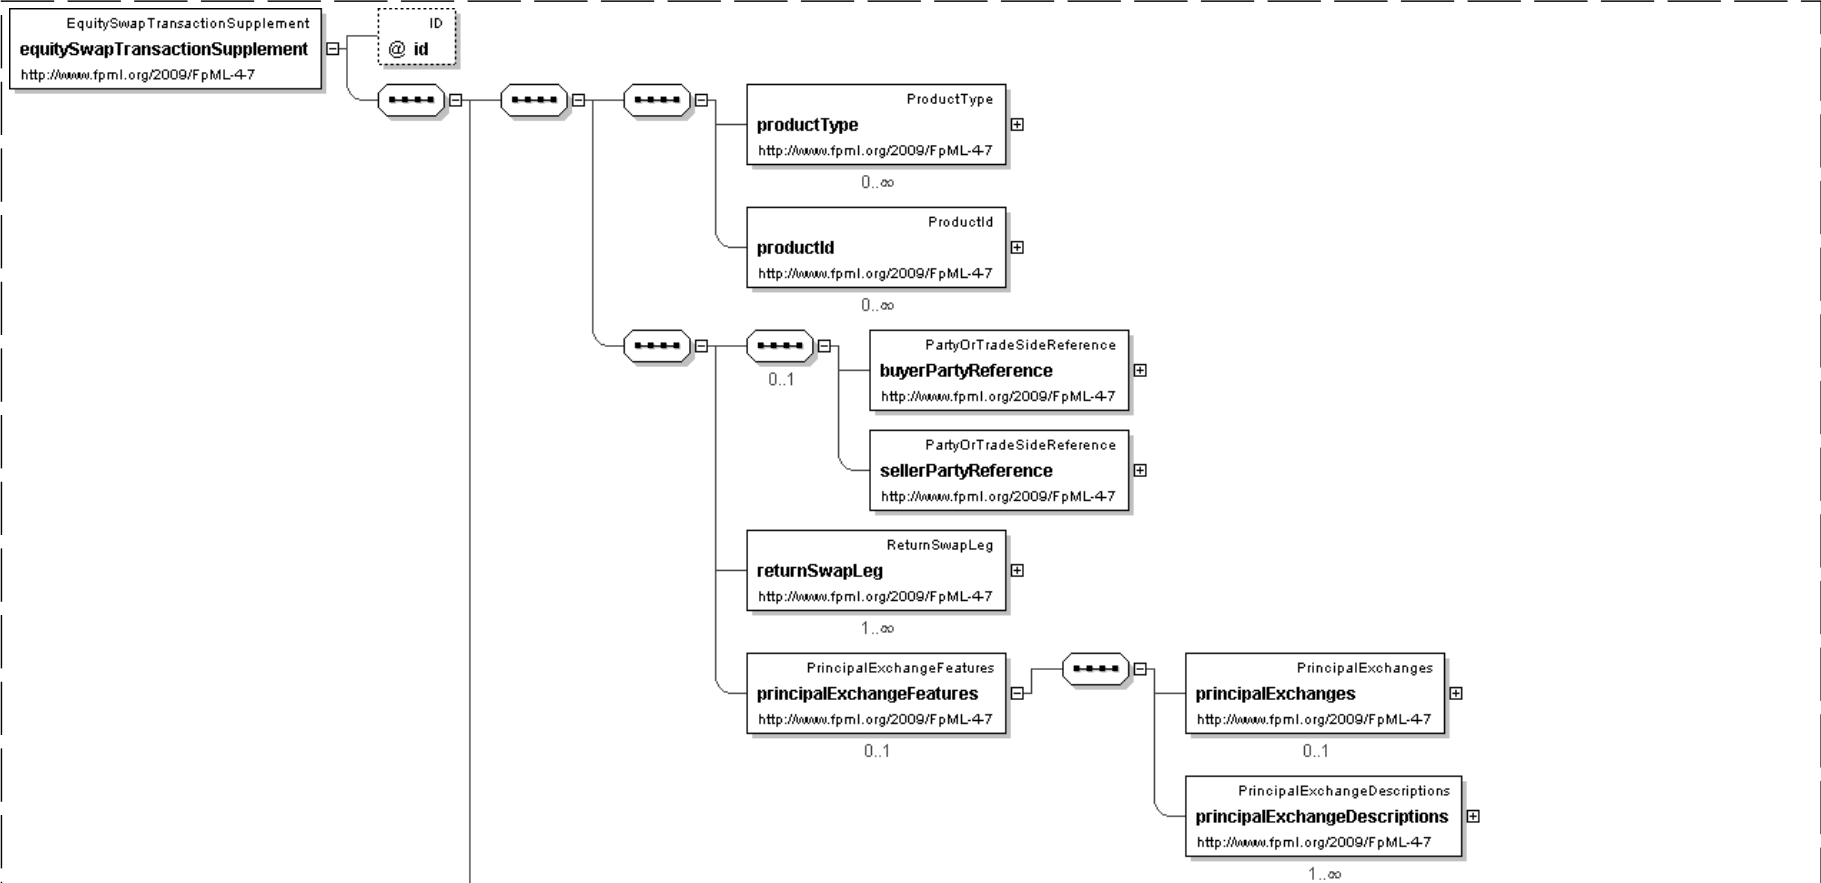 EquitySwapTransactionSupplement
equitySwapTransactionSupplement
http://www.fpml.org/2009/FpML-4-7
ID
@ id
ProductType
productType
http://www.fpml.org/2009/FpML-4-7
0..∞
ProductId
productId
http://www.fpml.org/2009/FpML-4-7
0..∞
0..1
PartyOrTradeSideReference
buyerPartyReference
http://www.fpml.org/2009/FpML-4-7
PartyOrTradeSideReference
sellerPartyReference
http://www.fpml.org/2009/FpML-4-7
ReturnSwapLeg
returnSwapLeg
http://www.fpml.org/2009/FpML-4-7
1..∞
PrincipalExchangeFeatures
principalExchangeFeatures
http://www.fpml.org/2009/FpML-4-7
0..1
PrincipalExchanges
principalExchanges
http://www.fpml.org/2009/FpML-4-7
0..1
PrincipalExchangeDescriptions
principalExchangeDescriptions
http://www.fpml.org/2009/FpML-4-7
1..∞